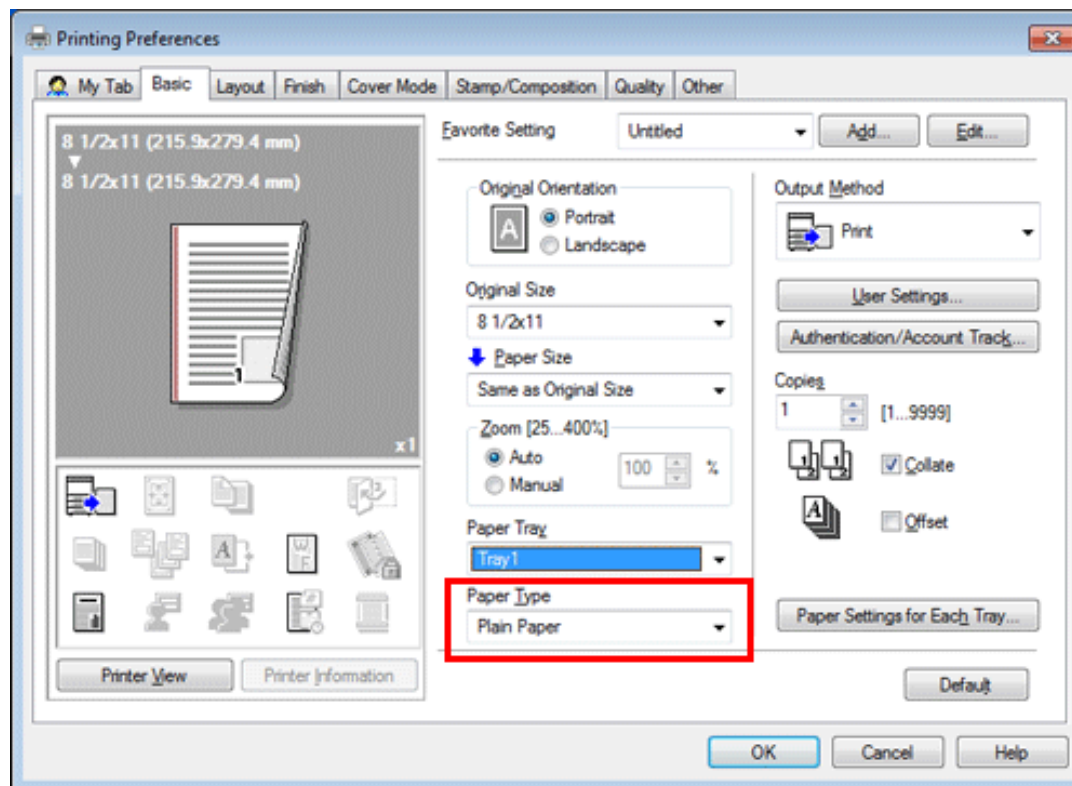 Printing Preferences
My Tab Basic Layout Finish Cover Mode Stamp/Composition Quality Other
8 1/2x11 (215.9x279.4 mm)
8 1/2x11 (215.9x279.4 mm)
1
x1
Printer View Printer Information
Favorite Setting Untitled Add... Edit...
Original Orientation
A
Portrait
Landscape
Original Size
8 1/2x11
Paper Size
Same as Original Size
Zoom [25...400%]
Auto
Manual
100 %
Paper Tray
Tray1
Paper Type
Plain Paper
Output Method
Print
User Settings...
Authentication/Account Track...
Copies
1 [1...9999]
Collate
Offset
Paper Settings for Each Tray...
Default
OK Cancel Help